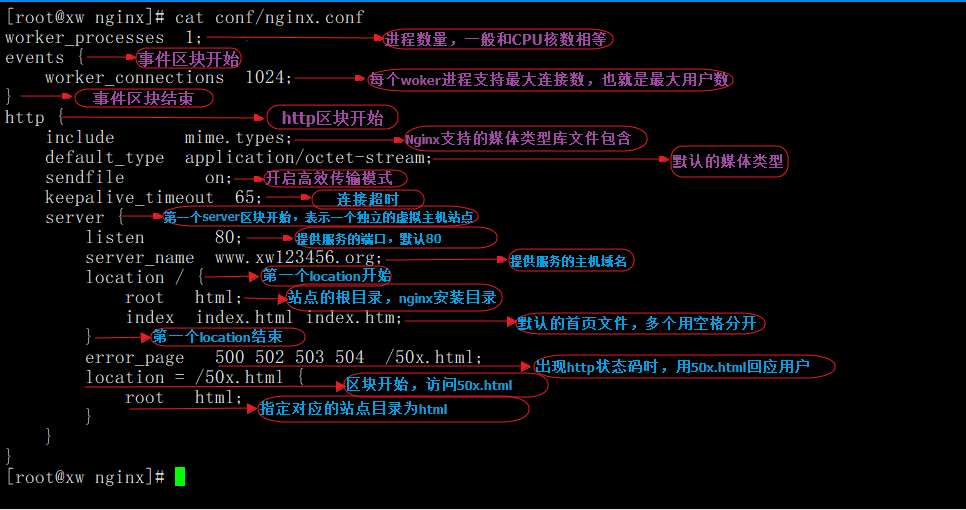 [root@xw nginx]# cat conf/nginx.conf
worker_processes  1; 进程数量，一般和CPU核数相等
events { 事件区块开始
    worker_connections  1024; 每个woker进程支持最大连接数，也就是最大用户数
} 事件区块结束
http { http区块开始
    include       mime.types; Nginx支持的媒体类型库文件包含
    default_type  application/octet-stream; 默认的媒体类型
    sendfile        on; 开启高效传输模式
    keepalive_timeout  65; 连接超时
    server { 第一个server区块开始，表示一个独立的虚拟主机站点
        listen       80; 提供服务的端口，默认80
        server_name  www.xw123456.org; 提供服务的主机域名
        location / { 第一个location开始
            root   html; 站点的根目录，nginx安装目录
            index  index.html index.htm; 默认的首页文件，多个用空格分开
        } 第一个location结束
        error_page   500 502 503 504  /50x.html; 出现http状态码时，用50x.html回应用户
        location = /50x.html { 区块开始，访问50x.html
            root   html; 指定对应的站点目录为html
        }
    }
}
[root@xw nginx]#